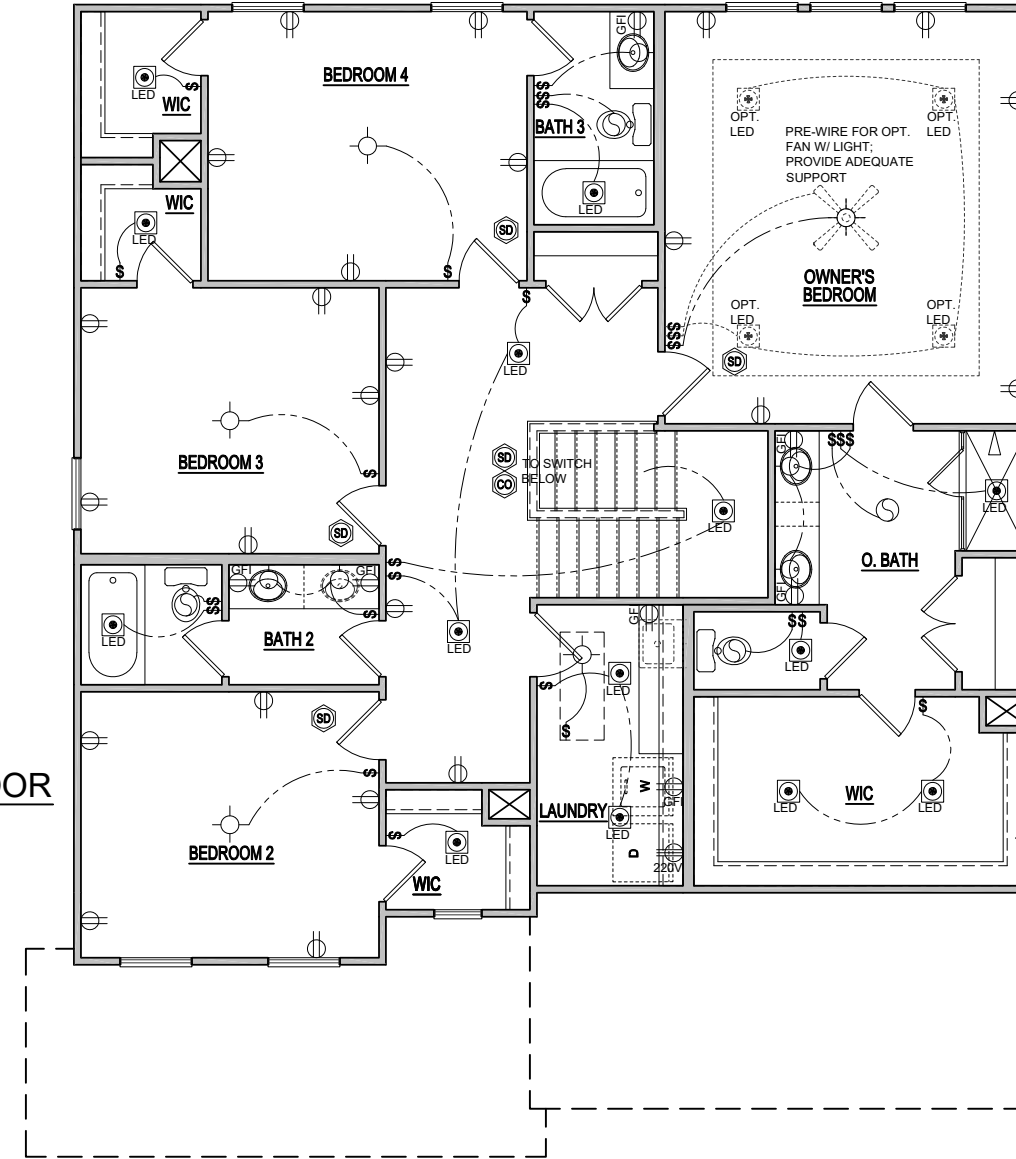 GFI
BEDROOM 4
LED
WIC
$
$$$
BATH 3
OPT.
LED
OPT.
LED
PRE-WIRE FOR OPT.
FAN W/ LIGHT;
PROVIDE ADEQUATE
SUPPORT
WIC
LED
LED
SD
$
$
OWNER'S
BEDROOM
$
OPT.
LED
OPT.
LED
$$$
SD
LED
GFI
$$$
BEDROOM 3
SD
TO SWITCH
CO
BELOW
$
LED
LED
SD
O. BATH
$
$
GFI
GFI
GFI
$$
$
LED
BATH 2
LED
GFI
$$
LED
$
LED
$
SD
$
OOR
$
LED
WIC
LED
W
GFI
LAUNDRY
LED
$
LED
D
220V
BEDROOM 2
WIC